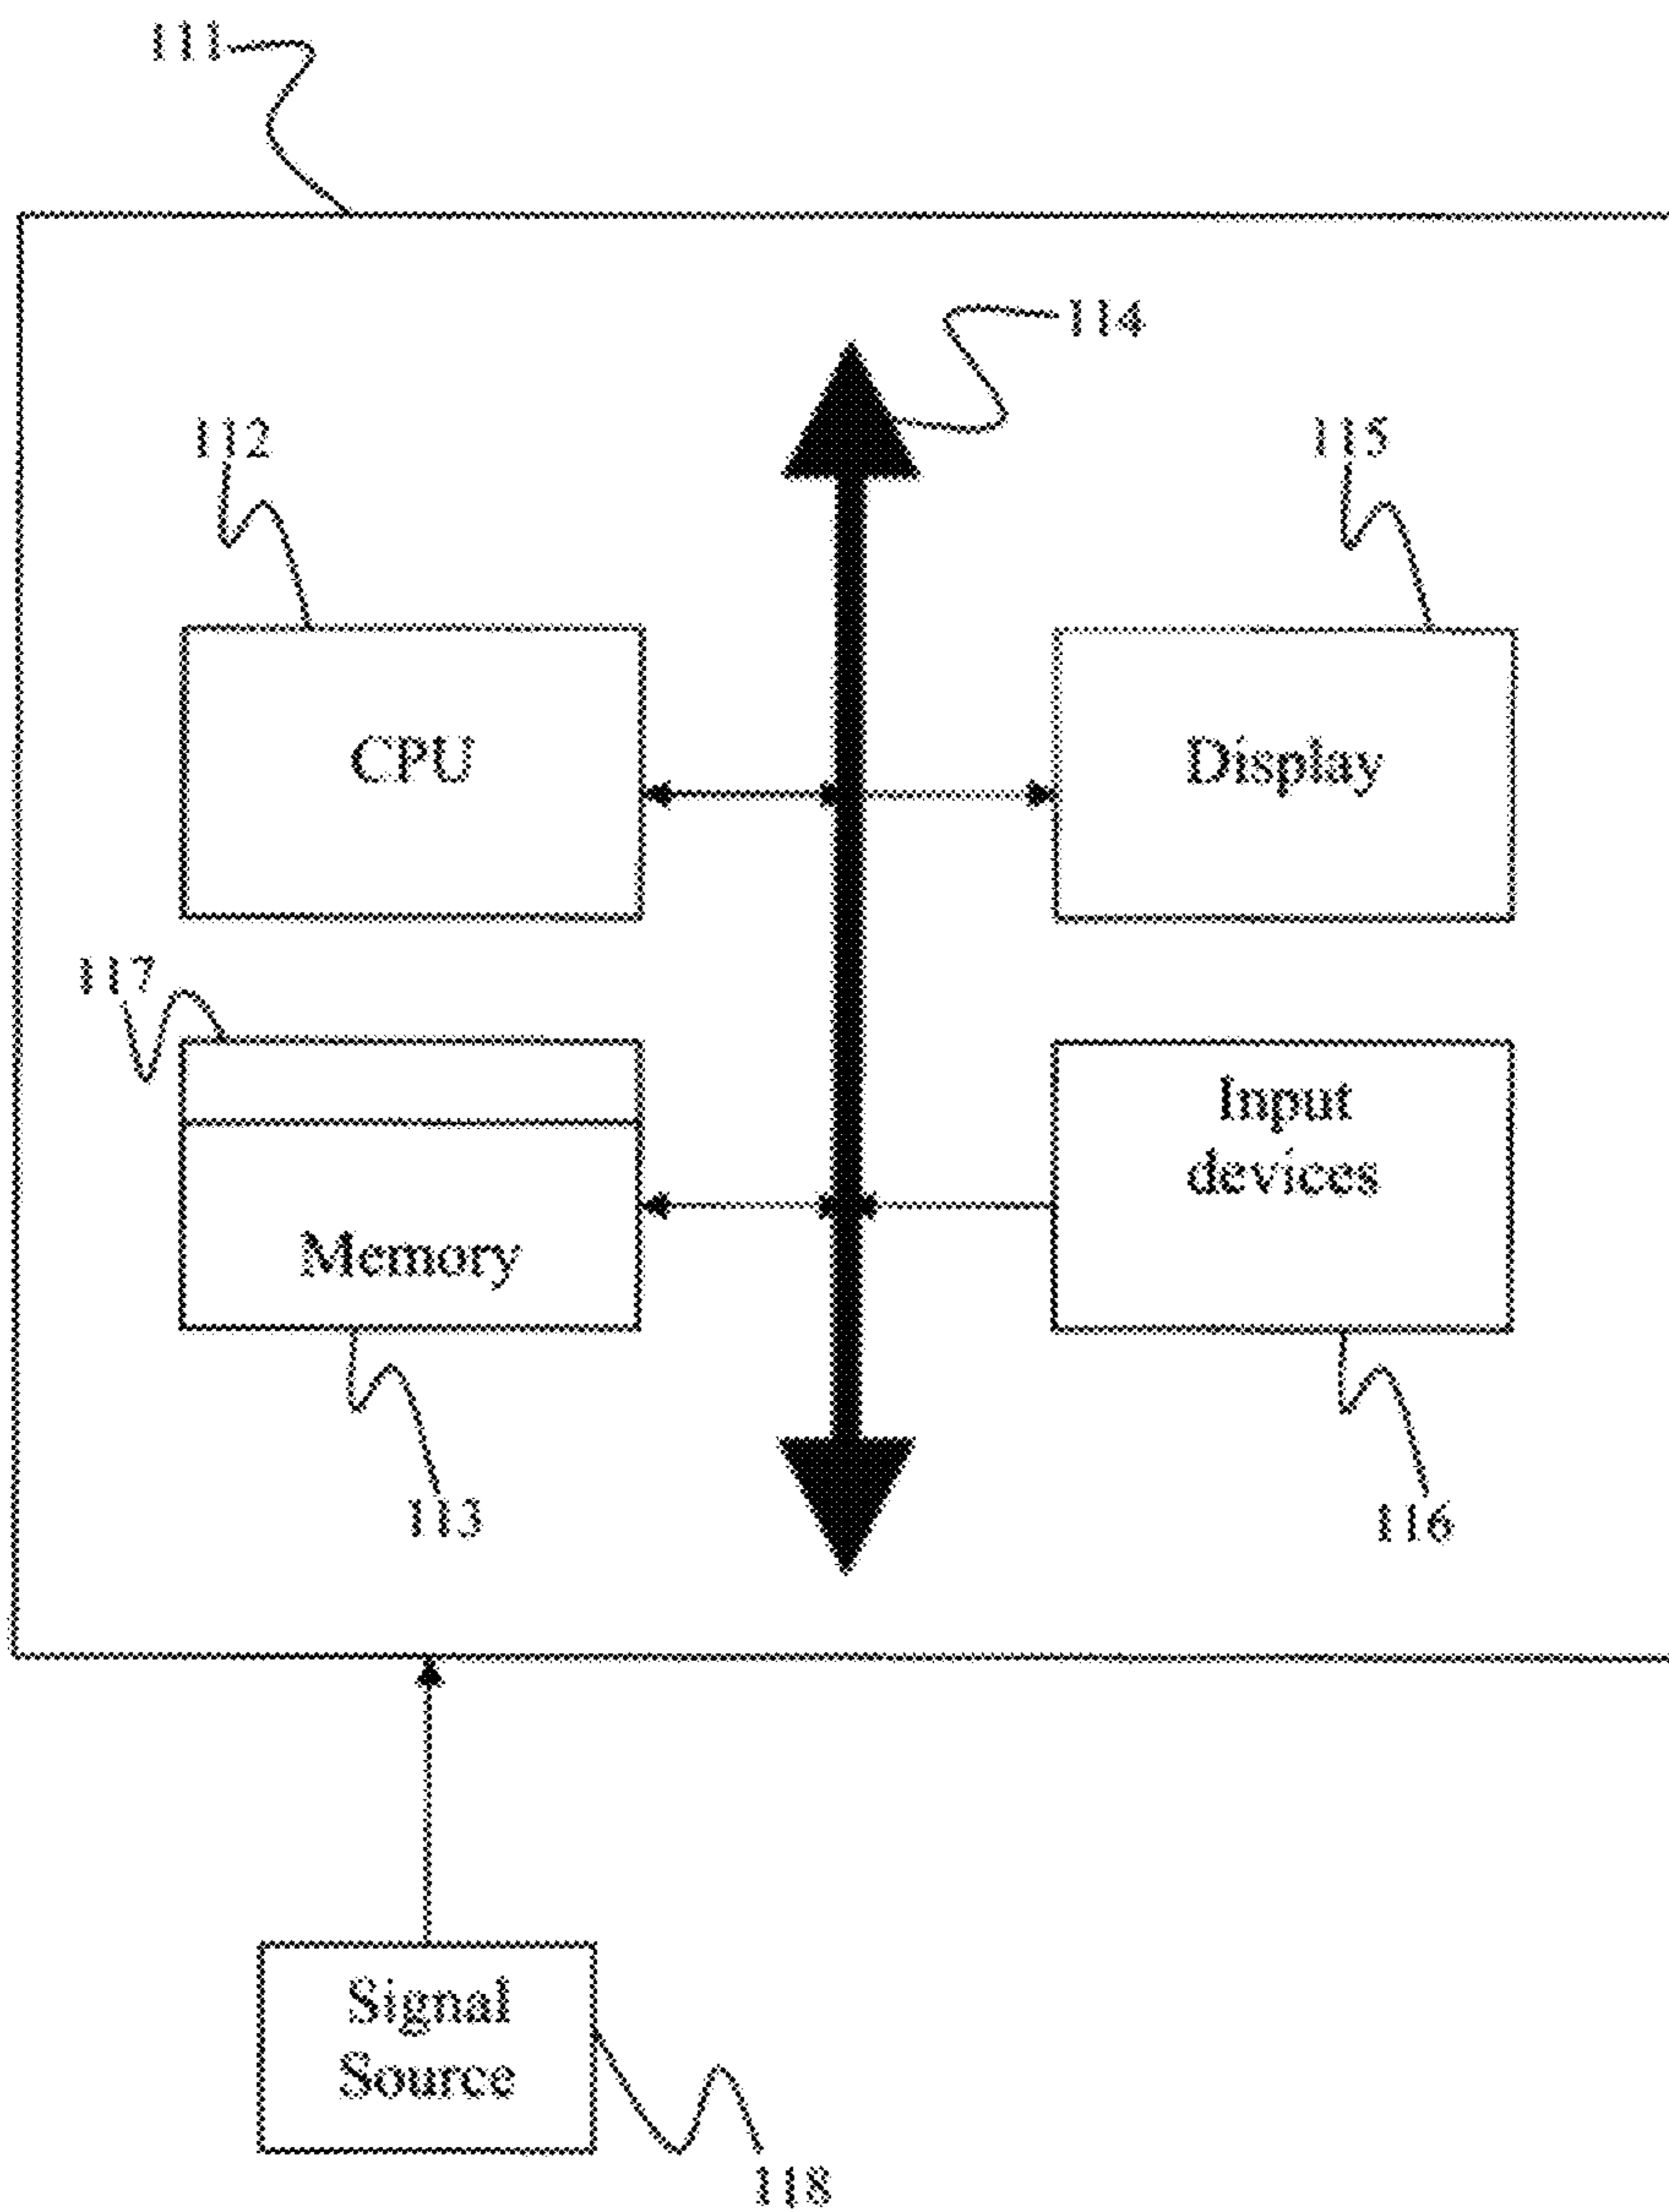 111
114
112
115
CPU
Display
117
Input
devices
Memory
113
116
Signal
Source
118